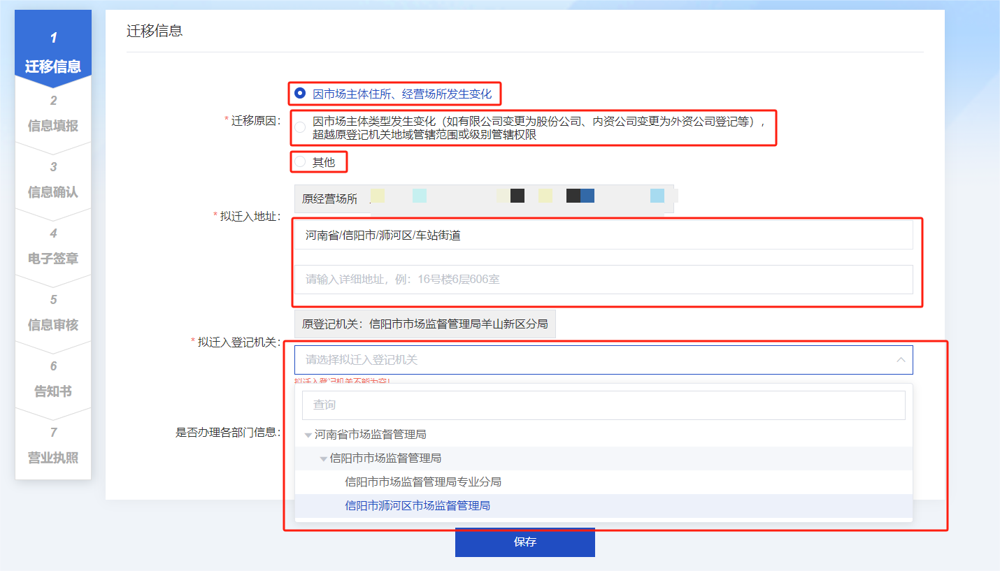 1
迁移信息
2
信息填报
3
信息确认
4
电子签章
5
信息审核
6
告知书
7
营业执照
迁移信息
* 迁移原因：
因市场主体住所、经营场所发生变化
因市场主体类型发生变化（如有限公司变更为股份公司、内资公司变更为外资公司登记等），
超越原登记机关地域管辖范围或级别管辖权限
其他
* 拟迁入地址：
原经营场所
河南省/信阳市/浉河区/车站街道
请输入详细地址，例：16号楼6层606室
* 拟迁入登记机关：
原登记机关：信阳市市场监督管理局羊山新区分局
请选择拟迁入登记机关
拟迁入登记机关不能为空!
查询
是否办理各部门信息：
河南省市场监督管理局
信阳市市场监督管理局
信阳市市场监督管理局专业分局
信阳市浉河区市场监督管理局
保存